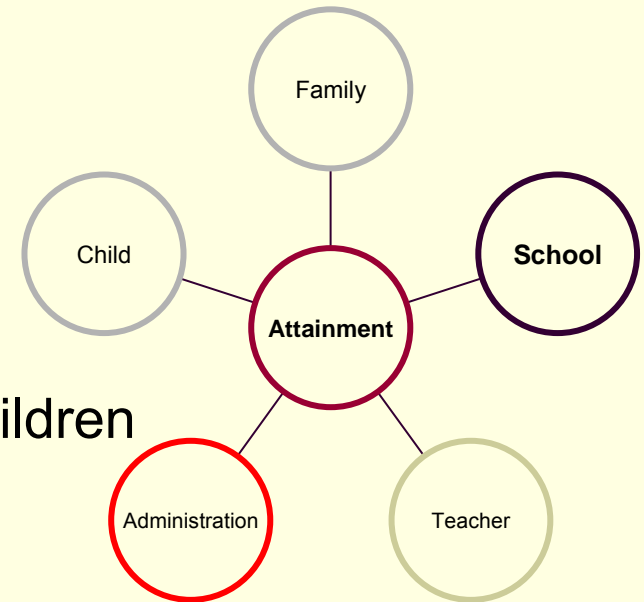 Family
Child
School
Attainment
ildren
Administration
Teacher